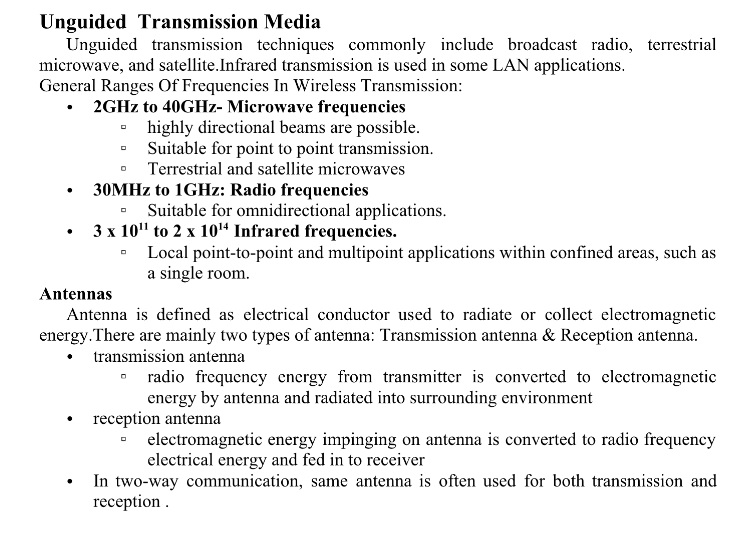 Unguided Transmission Media
Unguided transmission techniques commonly include broadcast radio, terrestrial
microwave, and satellite.Infrared transmission is used in some LAN applications.
General Ranges Of Frequencies In Wireless Transmission:
• 2GHz to 40GHz- Microwave frequencies
▫ highly directional beams are possible.
▫ Suitable for point to point transmission.
▫ Terrestrial and satellite microwaves
• 30MHz to 1GHz: Radio frequencies
▫ Suitable for omnidirectional applications.
• 3 x 10¹¹ to 2 x 10¹⁴ Infrared frequencies.
▫ Local point-to-point and multipoint applications within confined areas, such as
a single room.
Antennas
Antenna is defined as electrical conductor used to radiate or collect electromagnetic
energy.There are mainly two types of antenna: Transmission antenna & Reception antenna.
• transmission antenna
▫ radio frequency energy from transmitter is converted to electromagnetic
energy by antenna and radiated into surrounding environment
• reception antenna
▫ electromagnetic energy impinging on antenna is converted to radio frequency
electrical energy and fed in to receiver
• In two-way communication, same antenna is often used for both transmission and
reception .